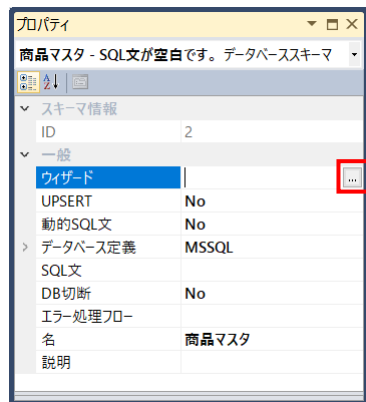 プロパティ
商品マスタ - SQL文が空白です。データベーススキーマ
スキーマ情報
ID 2
一般
ウィザード ...
UPSERT No
動的SQL文 No
データベース定義 MSSQL
SQL文
DB切断 No
エラー処理フロー
名 商品マスタ
説明